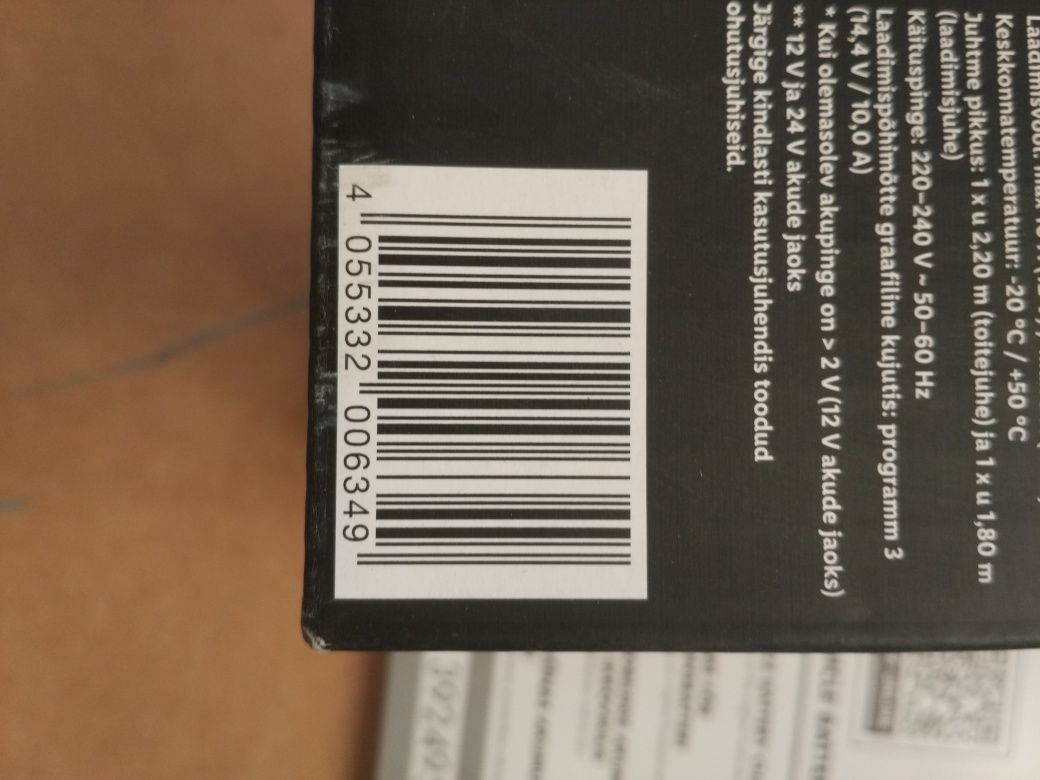 Keskkonnatemperatuur: -20 °C / +50 °C
Juhtme pikkus: 1 x u 2,20 m (toitejuhe) ja 1 x u 1,80 m
(laadimisjuhe)
Käituspinge: 220–240 V ~ 50–60 Hz
Laadimispõhimõtte graafiline kujutis: programm 3
(14,4 V / 10,0 A)
* Kui olemasolev akupinge on > 2 V (12 V akude jaoks)
** 12 V ja 24 V akude jaoks
Järgige kindlasti kasutusjuhendis toodud
ohutusjuhiseid.
4 055332 006349